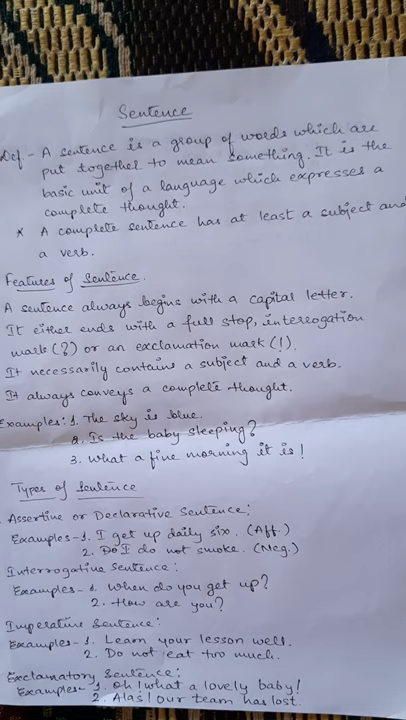 Sentence
Def. - A sentence is a group of words which are
put together to mean something. It is the
basic unit of a language which expresses a
complete thought.
* A complete sentence has at least a subject and
a verb.
Features of Sentence.
A sentence always begins with a capital letter.
It either ends with a full stop, interrogation
mark (?) or an exclamation mark (!).
It necessarily contains a subject and a verb.
It always conveys a complete thought.
Examples: 1. The sky is blue.
2. Is the baby sleeping?
3. What a fine morning it is!
Types of Sentence
Assertive or Declarative Sentence;
Examples - 1. I get up daily six. (Aff.)
2. Do I do not smoke. (Neg.)
Interrogative Sentence:
Examples - 1. When do you get up?
2. How are you?
Imperative Sentence:
Examples - 1. Learn your lesson well.
2. Do not eat too much.
Exclamatory Sentence:
Examples - 1. Oh! what a lovely baby!
2. Alas! Our team has lost.